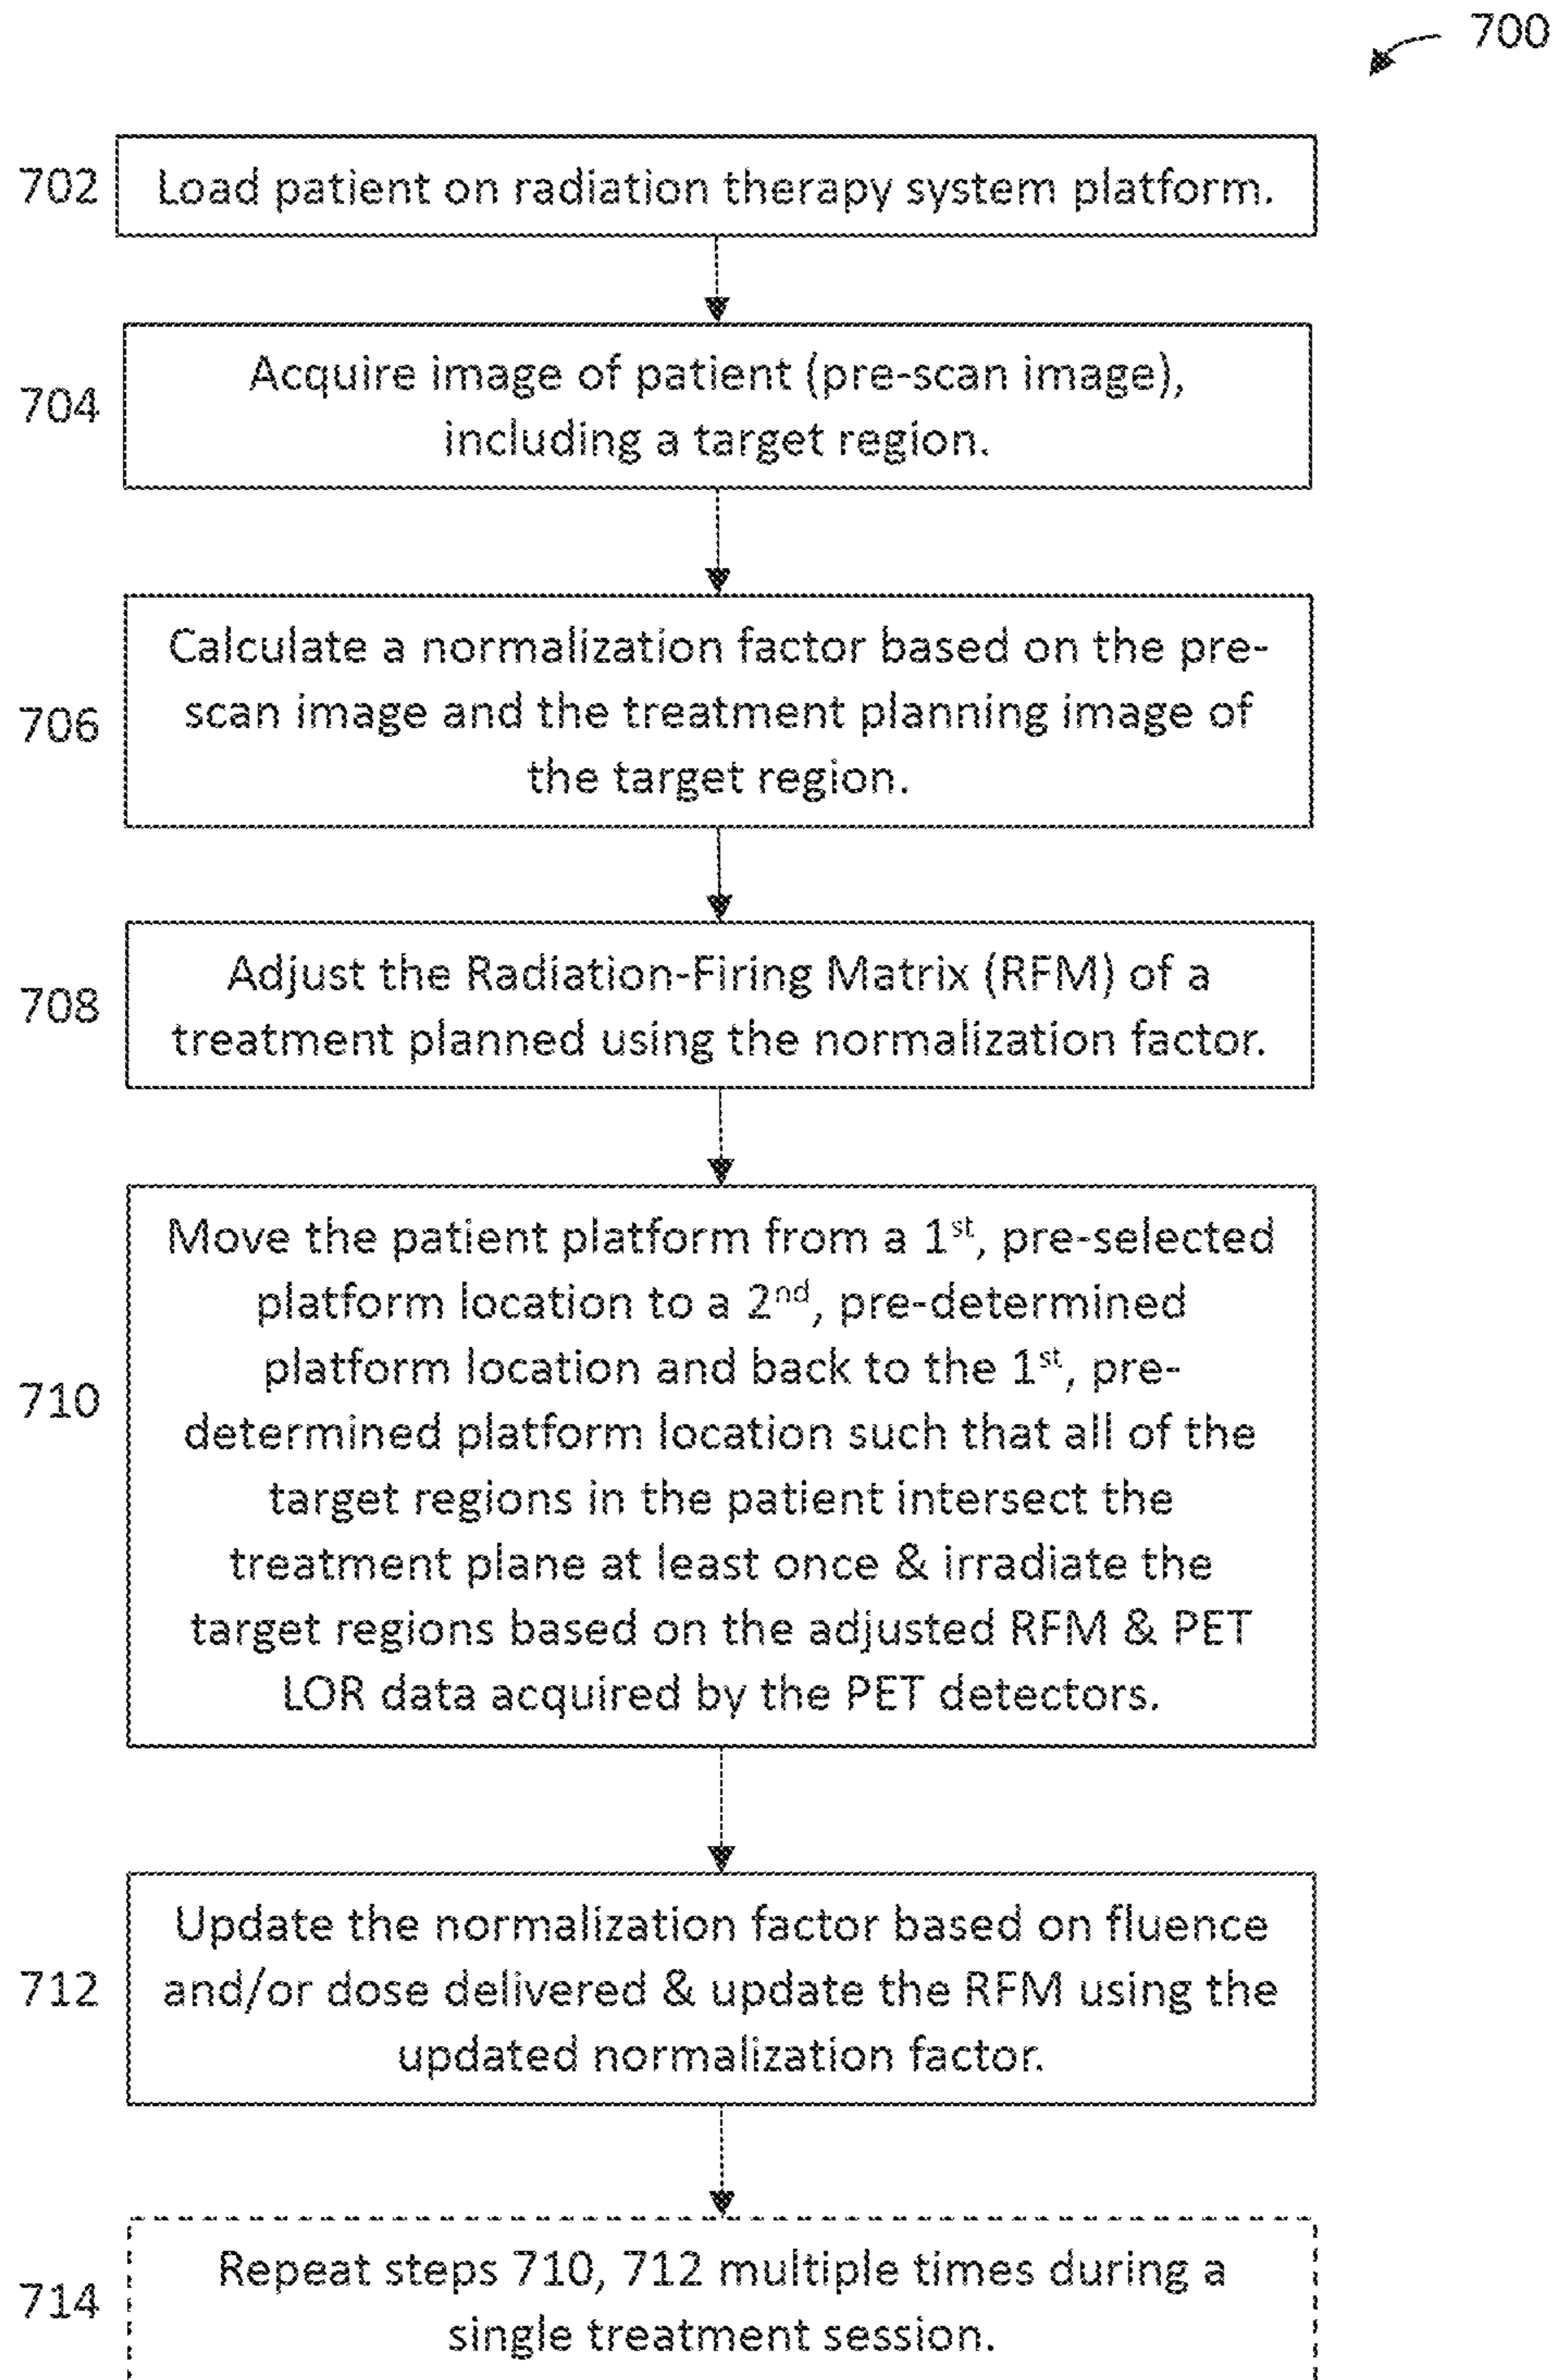 700
702
Load patient on radiation therapy system platform.
704
Acquire image of patient (pre-scan image),
including a target region.
706
Calculate a normalization factor based on the pre-
scan image and the treatment planning image of
the target region.
708
Adjust the Radiation-Firing Matrix (RFM) of a
treatment planned using the normalization factor.
710
Move the patient platform from a 1st, pre-selected
platform location to a 2nd, pre-determined
platform location and back to the 1st, pre-
determined platform location such that all of the
target regions in the patient intersect the
treatment plane at least once & irradiate the
target regions based on the adjusted RFM & PET
LOR data acquired by the PET detectors.
712
Update the normalization factor based on fluence
and/or dose delivered & update the RFM using the
updated normalization factor.
714
Repeat steps 710, 712 multiple times during a
single treatment session.